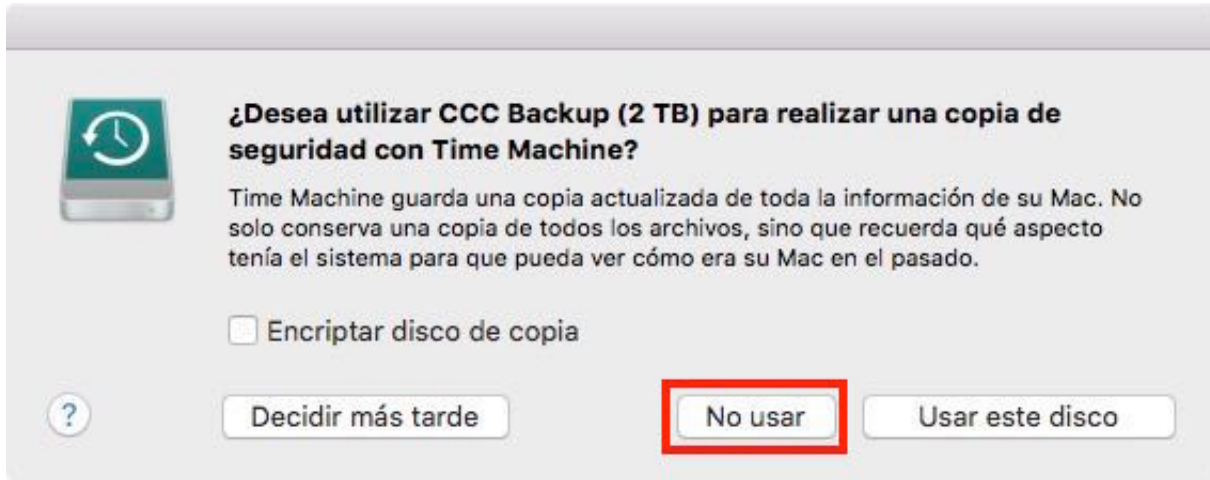 ¿Desea utilizar CCC Backup (2 TB) para realizar una copia de
seguridad con Time Machine?
Time Machine guarda una copia actualizada de toda la información de su Mac. No
solo conserva una copia de todos los archivos, sino que recuerda qué aspecto
tenía el sistema para que pueda ver cómo era su Mac en el pasado.
Encriptar disco de copia
? Decidir más tarde No usar Usar este disco